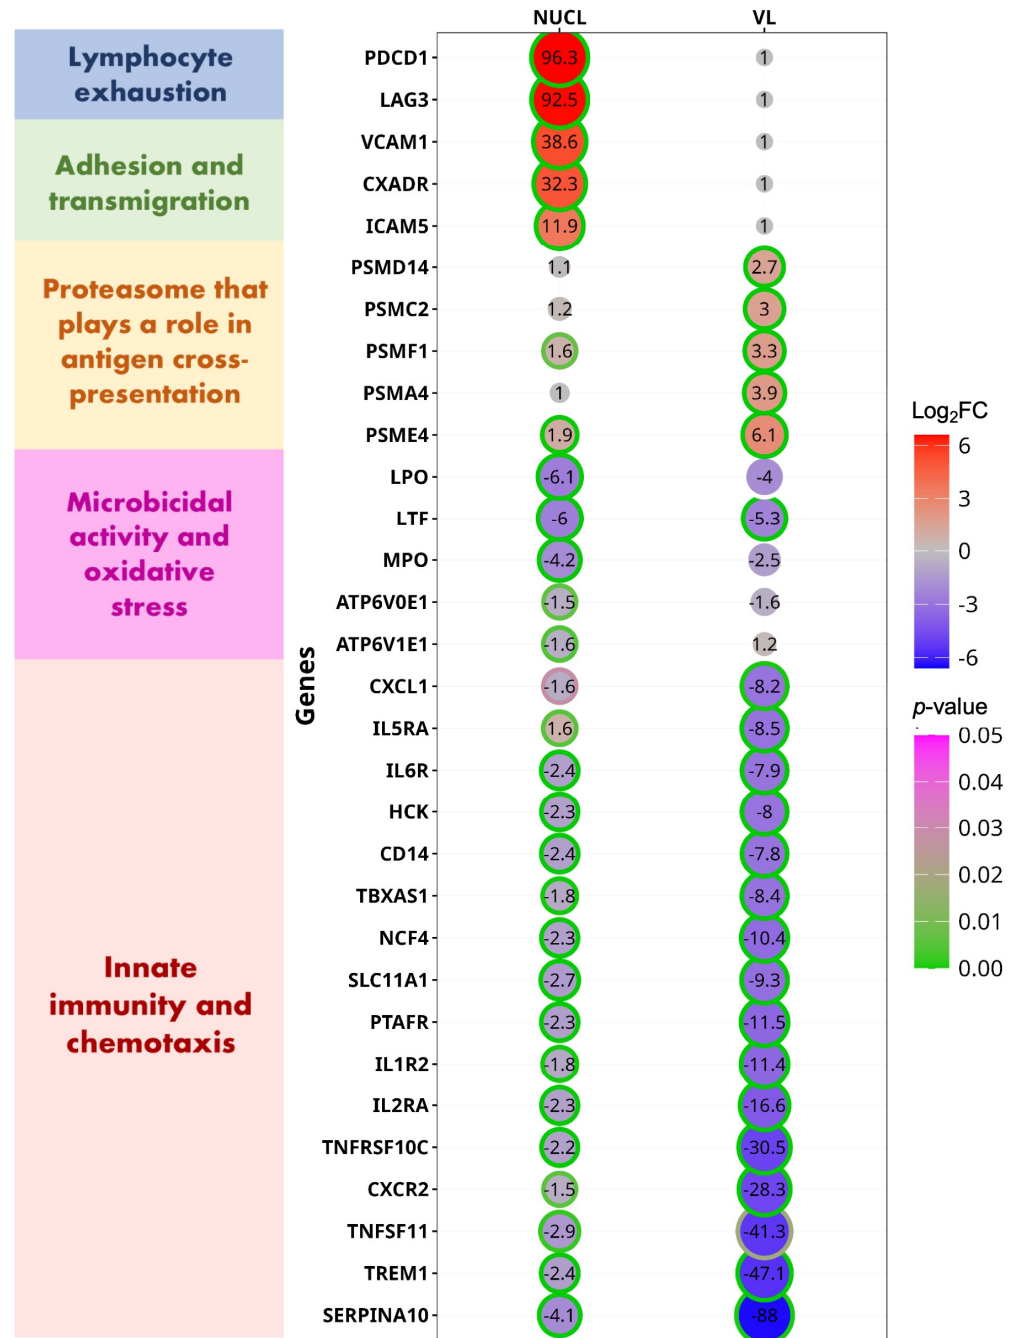 NUCL VL
Lymphocyte
exhaustion
Adhesion and
transmigration
Proteasome that
plays a role in
antigen cross-
presentation
Microbicidal
activity and
oxidative
stress
Innate
immunity and
chemotaxis
Genes
PDCD1 96.3 1
LAG3 92.5 1
VCAM1 38.6 1
CXADR 32.3 1
ICAM5 11.9 1
PSMD14 1.1 2.7
PSMC2 1.2 3
PSMF1 1.6 3.3
PSMA4 1 3.9
PSME4 1.9 6.1
LPO -6.1 -4
LTF -6 -5.3
MPO -4.2 -2.5
ATP6V0E1 -1.5 -1.6
ATP6V1E1 -1.6 1.2
CXCL1 -1.6 -8.2
IL5RA 1.6 -8.5
IL6R -2.4 -7.9
HCK -2.3 -8
CD14 -2.4 -7.8
TBXAS1 -1.8 -8.4
NCF4 -2.3 -10.4
SLC11A1 -2.7 -9.3
PTAFR -2.3 -11.5
IL1R2 -1.8 -11.4
IL2RA -2.3 -16.6
TNFRSF10C -2.2 -30.5
CXCR2 -1.5 -28.3
TNFSF11 -2.9 -41.3
TREM1 -2.4 -47.1
SERPINA10 -4.1 -88
Log₂FC
6
3
0
-3
-6
p-value
0.05
0.04
0.03
0.02
0.01
0.00